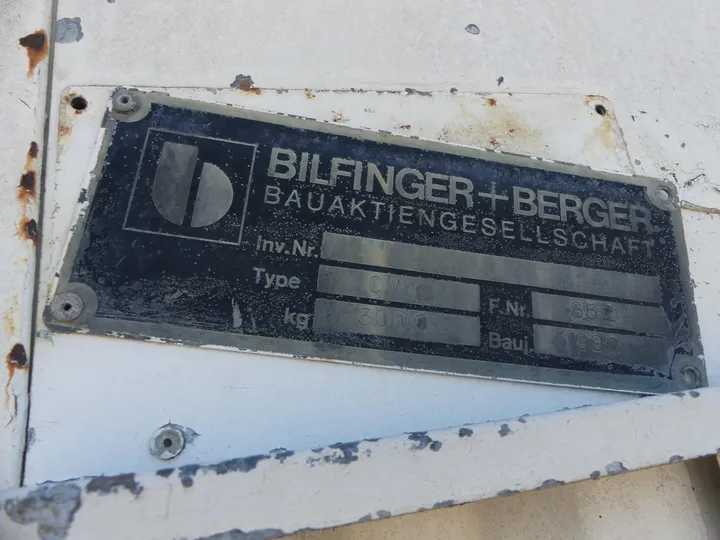 BILFINGER+BERGER
BAUAKTIENGESELLSCHAFT
Inv.Nr.
Type
F.Nr. 852
kg 3000
Bauj. 1990